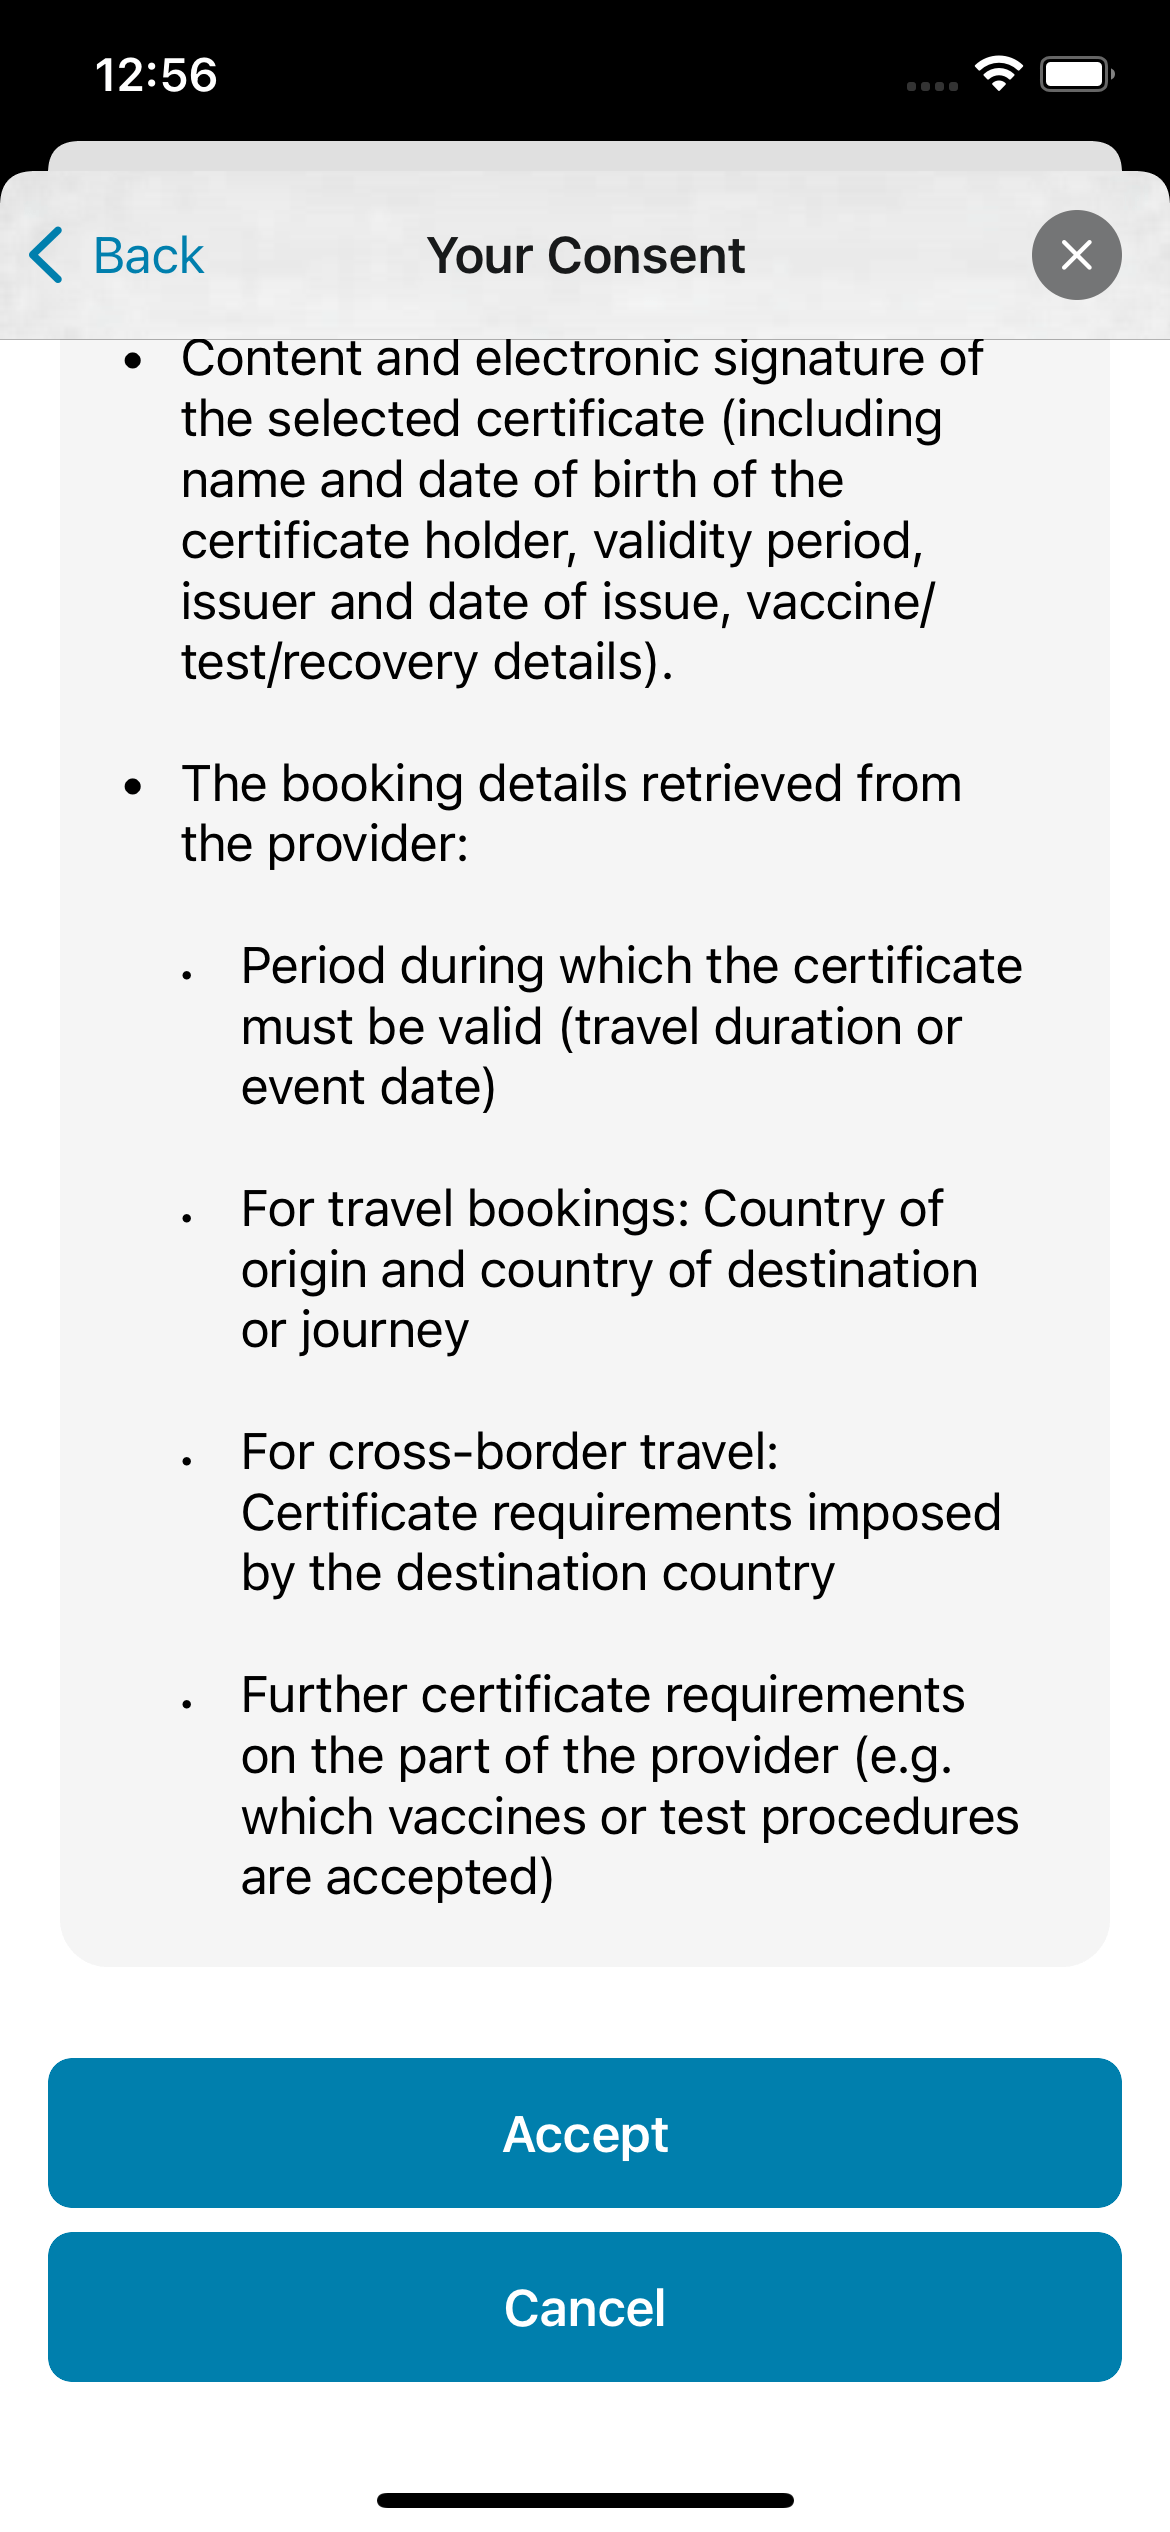 12:56
Back
Your Consent
• Content and electronic signature of
the selected certificate (including
name and date of birth of the
certificate holder, validity period,
issuer and date of issue, vaccine/
test/recovery details).
• The booking details retrieved from
the provider:
• Period during which the certificate
must be valid (travel duration or
event date)
• For travel bookings: Country of
origin and country of destination
or journey
• For cross-border travel:
Certificate requirements imposed
by the destination country
• Further certificate requirements
on the part of the provider (e.g.
which vaccines or test procedures
are accepted)
Accept
Cancel